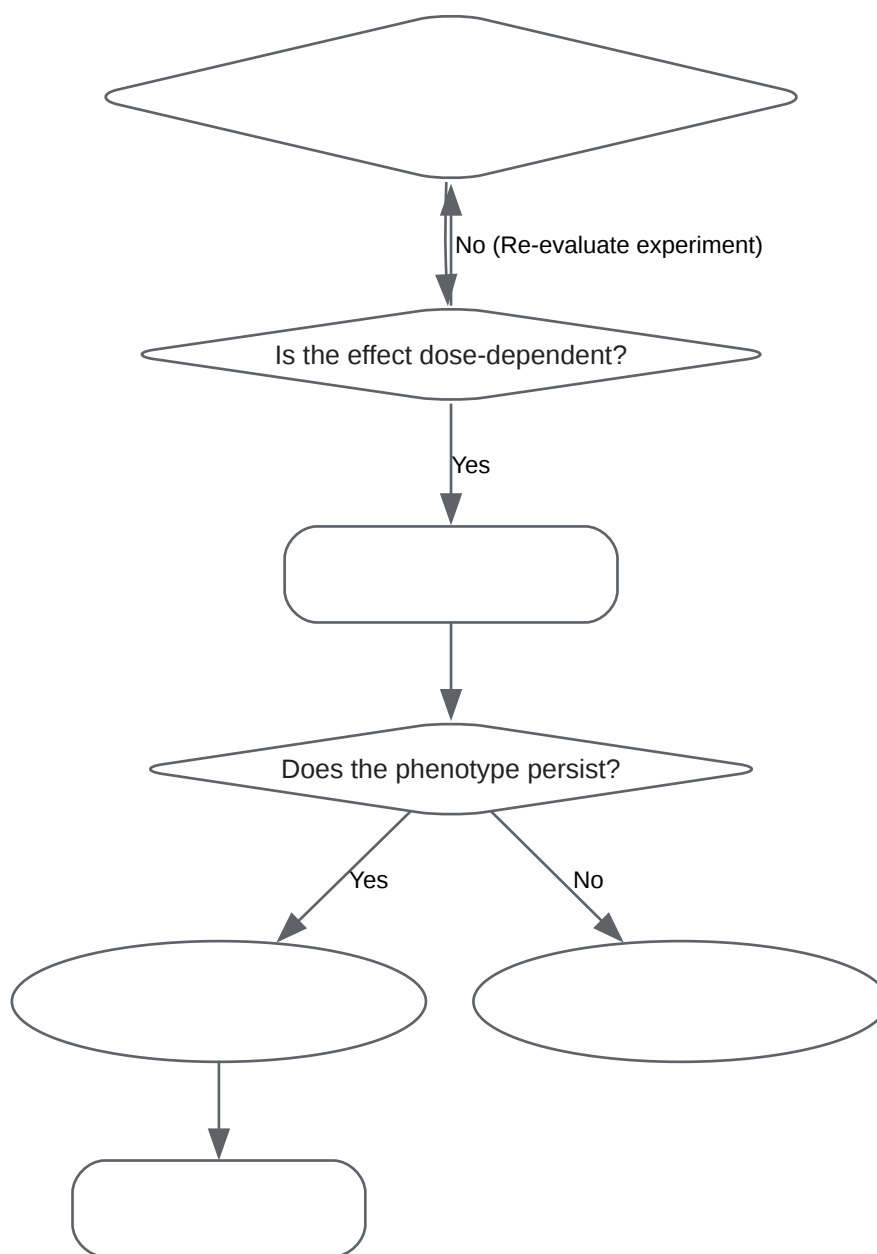 No (Re-evaluate experiment)
Is the effect dose-dependent?
Yes
Does the phenotype persist?
Yes
No